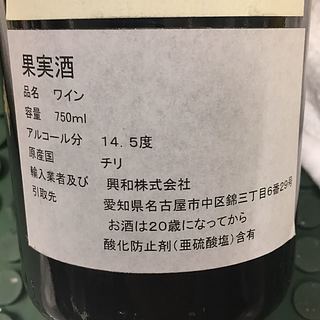 果実酒
品名 ワイン
容量 750ml
アルコール分 14.5度
原産国 チリ
輸入業者及び 興和株式会社
引取先 愛知県名古屋市中区錦三丁目6番29号
お酒は20歳になってから
酸化防止剤(亜硫酸塩)含有